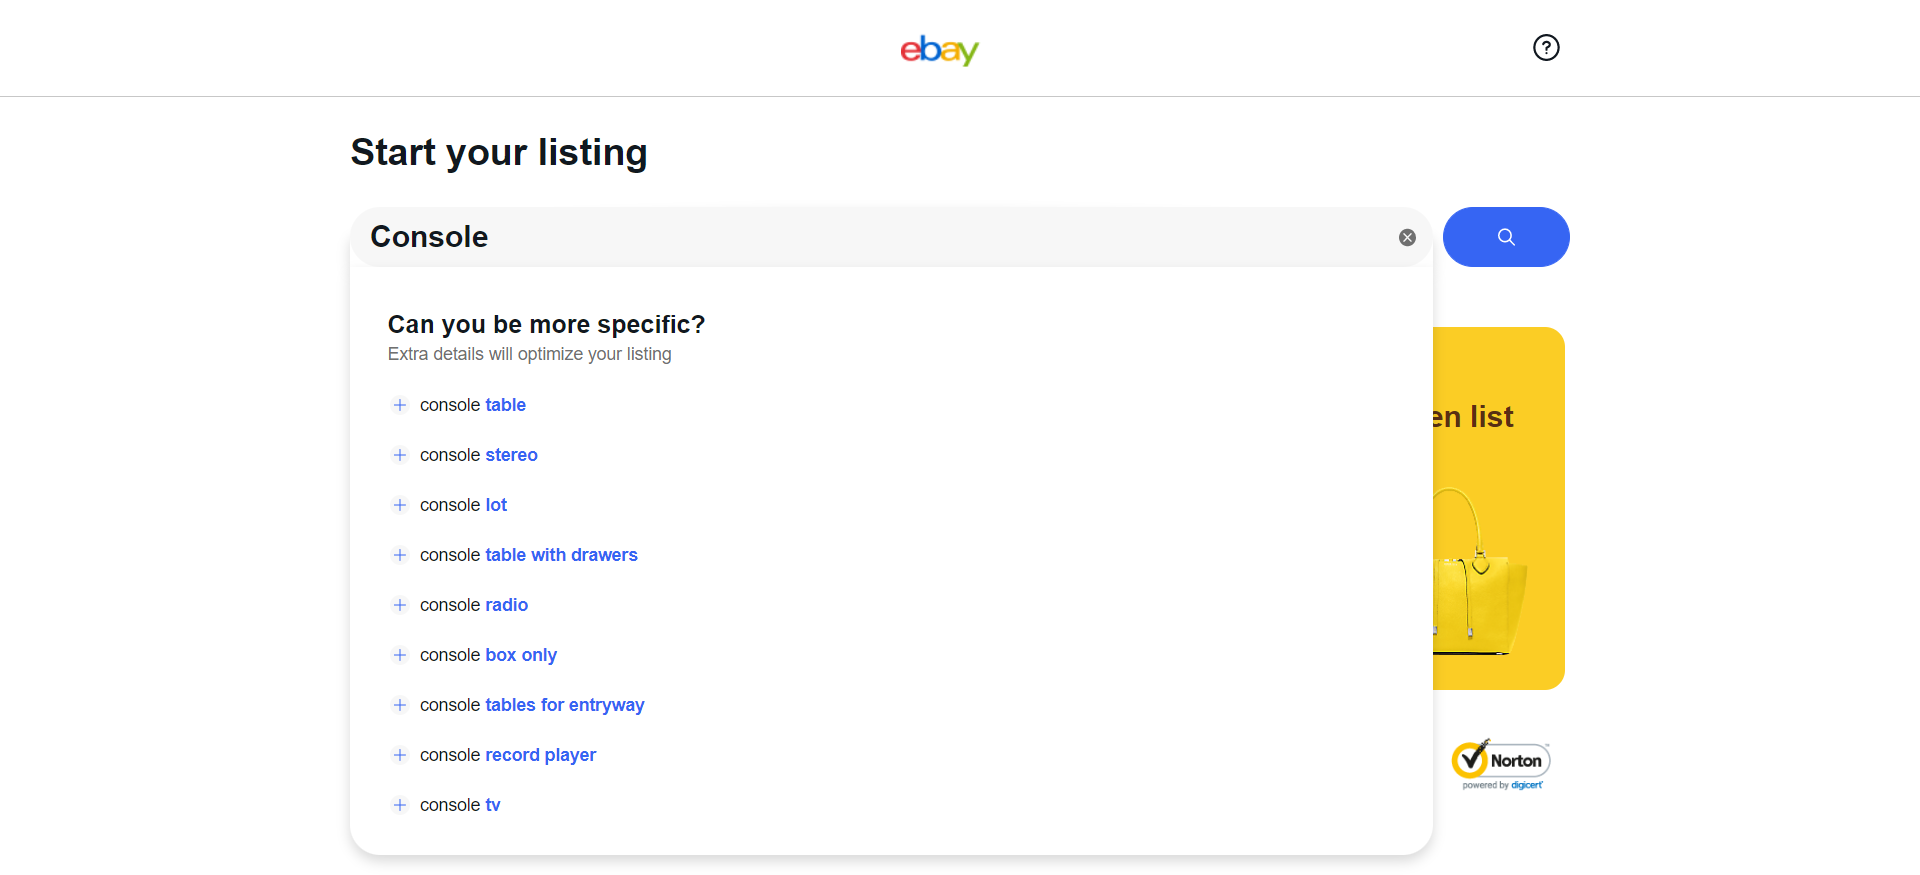 ebay
?
Start your listing
Console
Can you be more specific?
Extra details will optimize your listing
console table
console stereo
console lot
console table with drawers
console radio
console box only
console tables for entryway
console record player
console tv
en list
Norton
powered by digicert